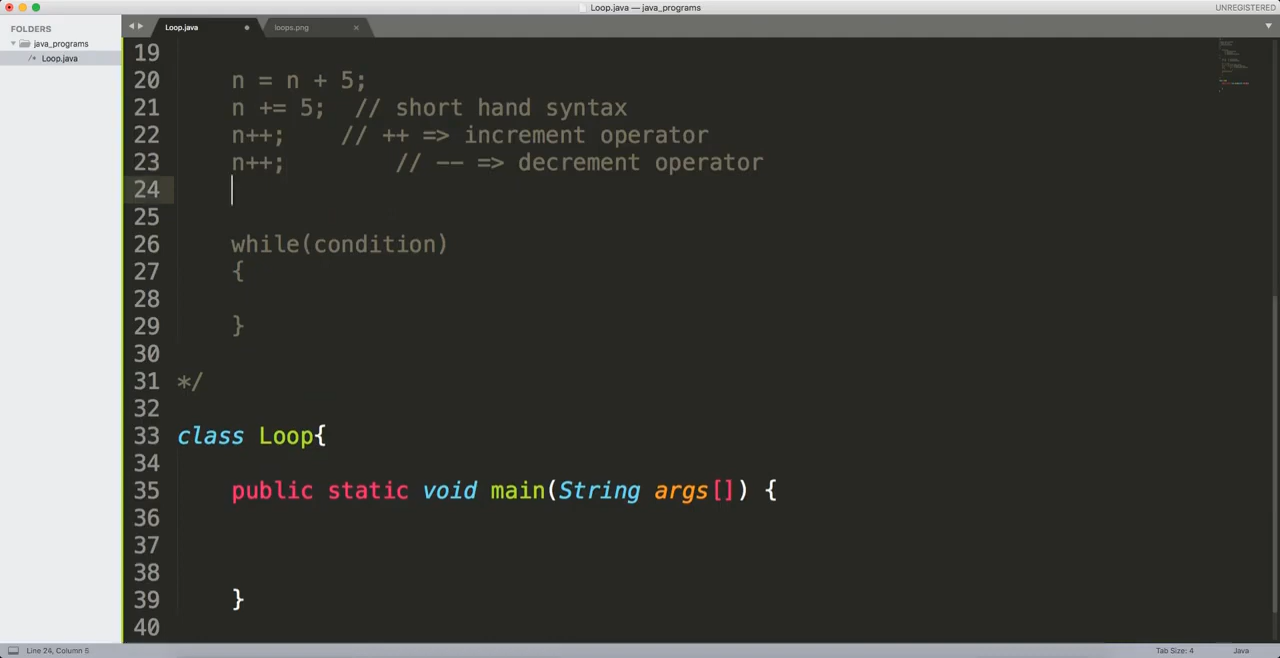 Loop.java — java_programs
UNREGISTERED
FOLDERS
java_programs
/* Loop.java
Loop.java
loops.png
19
20 n = n + 5;
21 n += 5; // short hand syntax
22 n++; // ++ => increment operator
23 n++; // -- => decrement operator
24
25
26 while(condition)
27 {
28
29 }
30
31 */
32
33 class Loop{
34
35 public static void main(String args[]) {
36
37
38
39 }
40
Line 24, Column 5
Tab Size: 4
Java